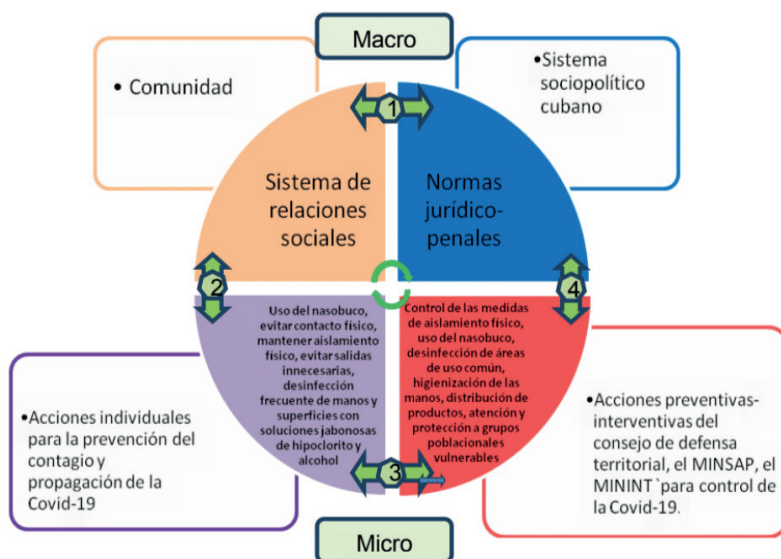 Macro
• Comunidad
•Sistema
sociopolítico
cubano
1
Sistema de
relaciones
sociales
Normas
jurídico-
penales
2
4
Uso del nasobuco,
evitar contacto físico,
mantener aislamiento
físico, evitar salidas
innecesarias,
desinfección
frecuente de manos y
superficies con
soluciones jabonosas
de hipoclorito y
alcohol
Control de las medidas
de aislamiento físico,
uso del nasobuco,
desinfección de áreas
de uso común,
higienización de las
manos, distribución de
productos, atención y
protección a grupos
poblacionales
vulnerables
•Acciones individuales
para la prevención del
contagio y
propagación de la
Covid-19
•Acciones preventivas-
interventivas del
consejo de defensa
territorial, el MINSAP, el
MININT `para control de
la Covid-19.
3
Micro